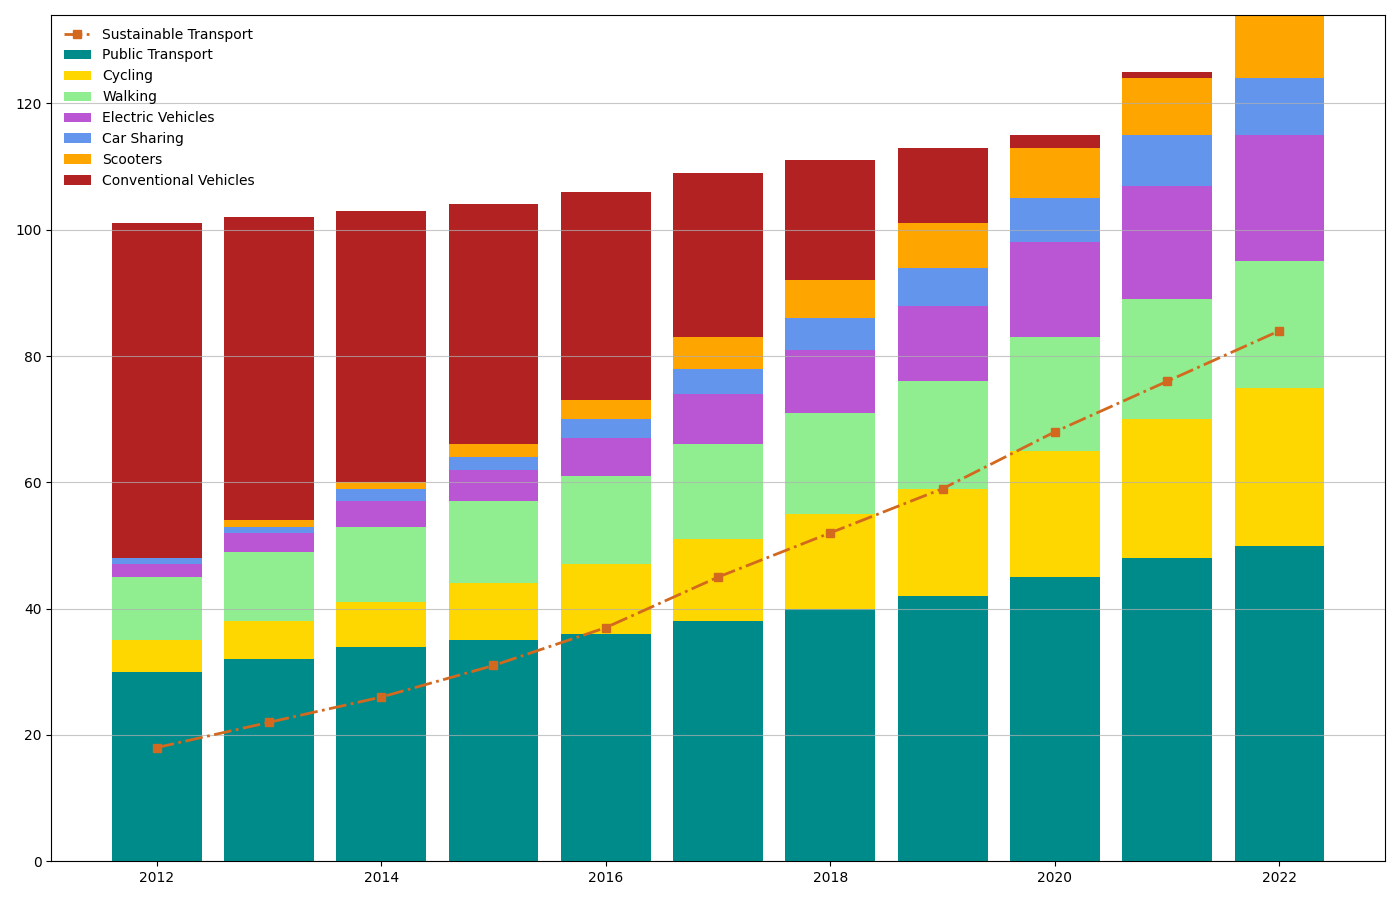 Sustainable Transport
Public Transport
Cycling
Walking
Electric Vehicles
Car Sharing
Scooters
Conventional Vehicles
120
100
80
60
40
20
0
2012 2014 2016 2018 2020 2022